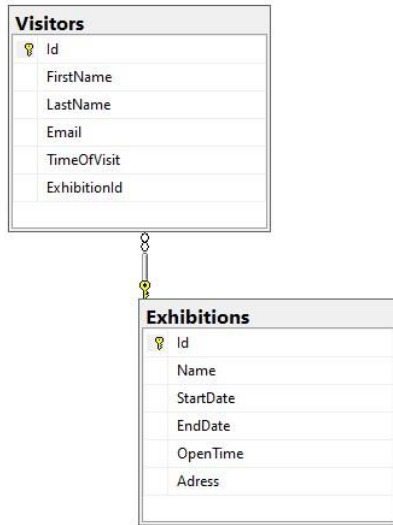 Visitors
Id
FirstName
LastName
Email
TimeOfVisit
ExhibitionId
Exhibitions
Id
Name
StartDate
EndDate
OpenTime
Adress